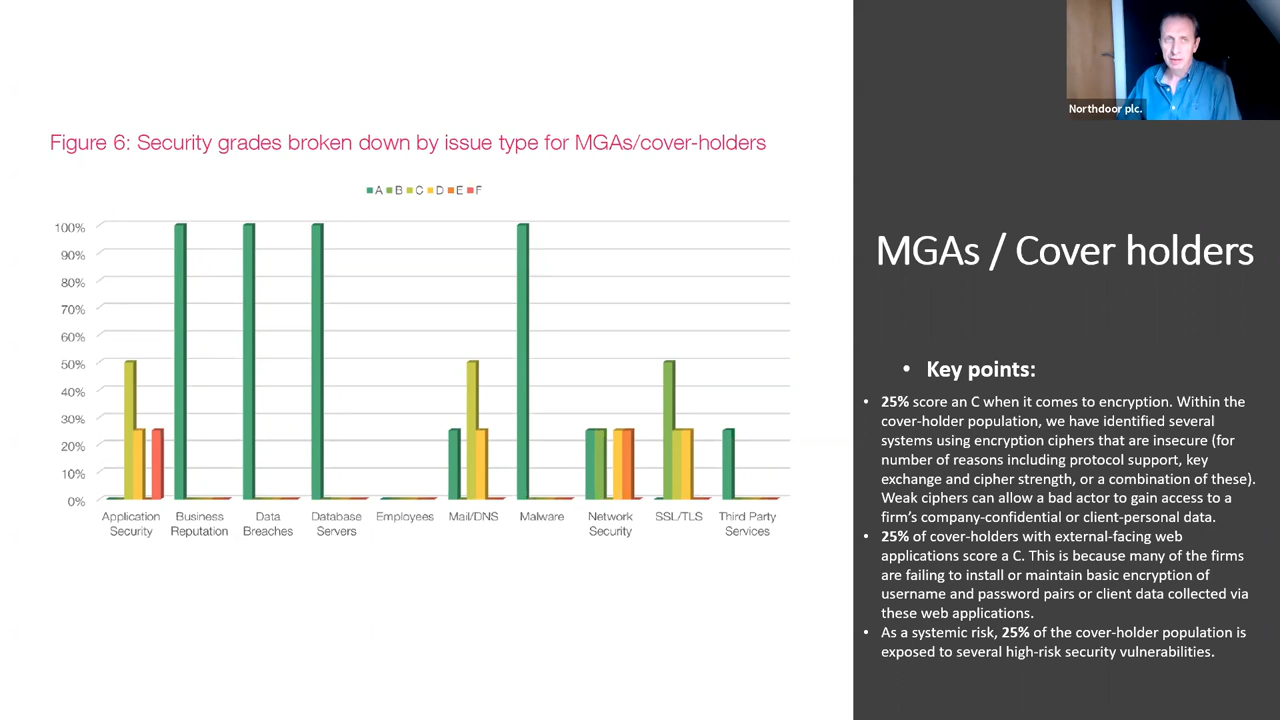 Northdoor plc.
Figure 6: Security grades broken down by issue type for MGAs/cover-holders
A B C D E F
100%
90%
80%
70%
60%
50%
40%
30%
20%
10%
0%
Application Security
Business Reputation
Data Breaches
Database Servers
Employees
Mail/DNS
Malware
Network Security
SSL/TLS
Third Party Services
MGAs / Cover holders
• Key points:
• 25% score an C when it comes to encryption. Within the
cover-holder population, we have identified several
systems using encryption ciphers that are insecure (for
number of reasons including protocol support, key
exchange and cipher strength, or a combination of these).
Weak ciphers can allow a bad actor to gain access to a
firm's company-confidential or client-personal data.
• 25% of cover-holders with external-facing web
applications score a C. This is because many of the firms
are failing to install or maintain basic encryption of
username and password pairs or client data collected via
these web applications.
• As a systemic risk, 25% of the cover-holder population is
exposed to several high-risk security vulnerabilities.